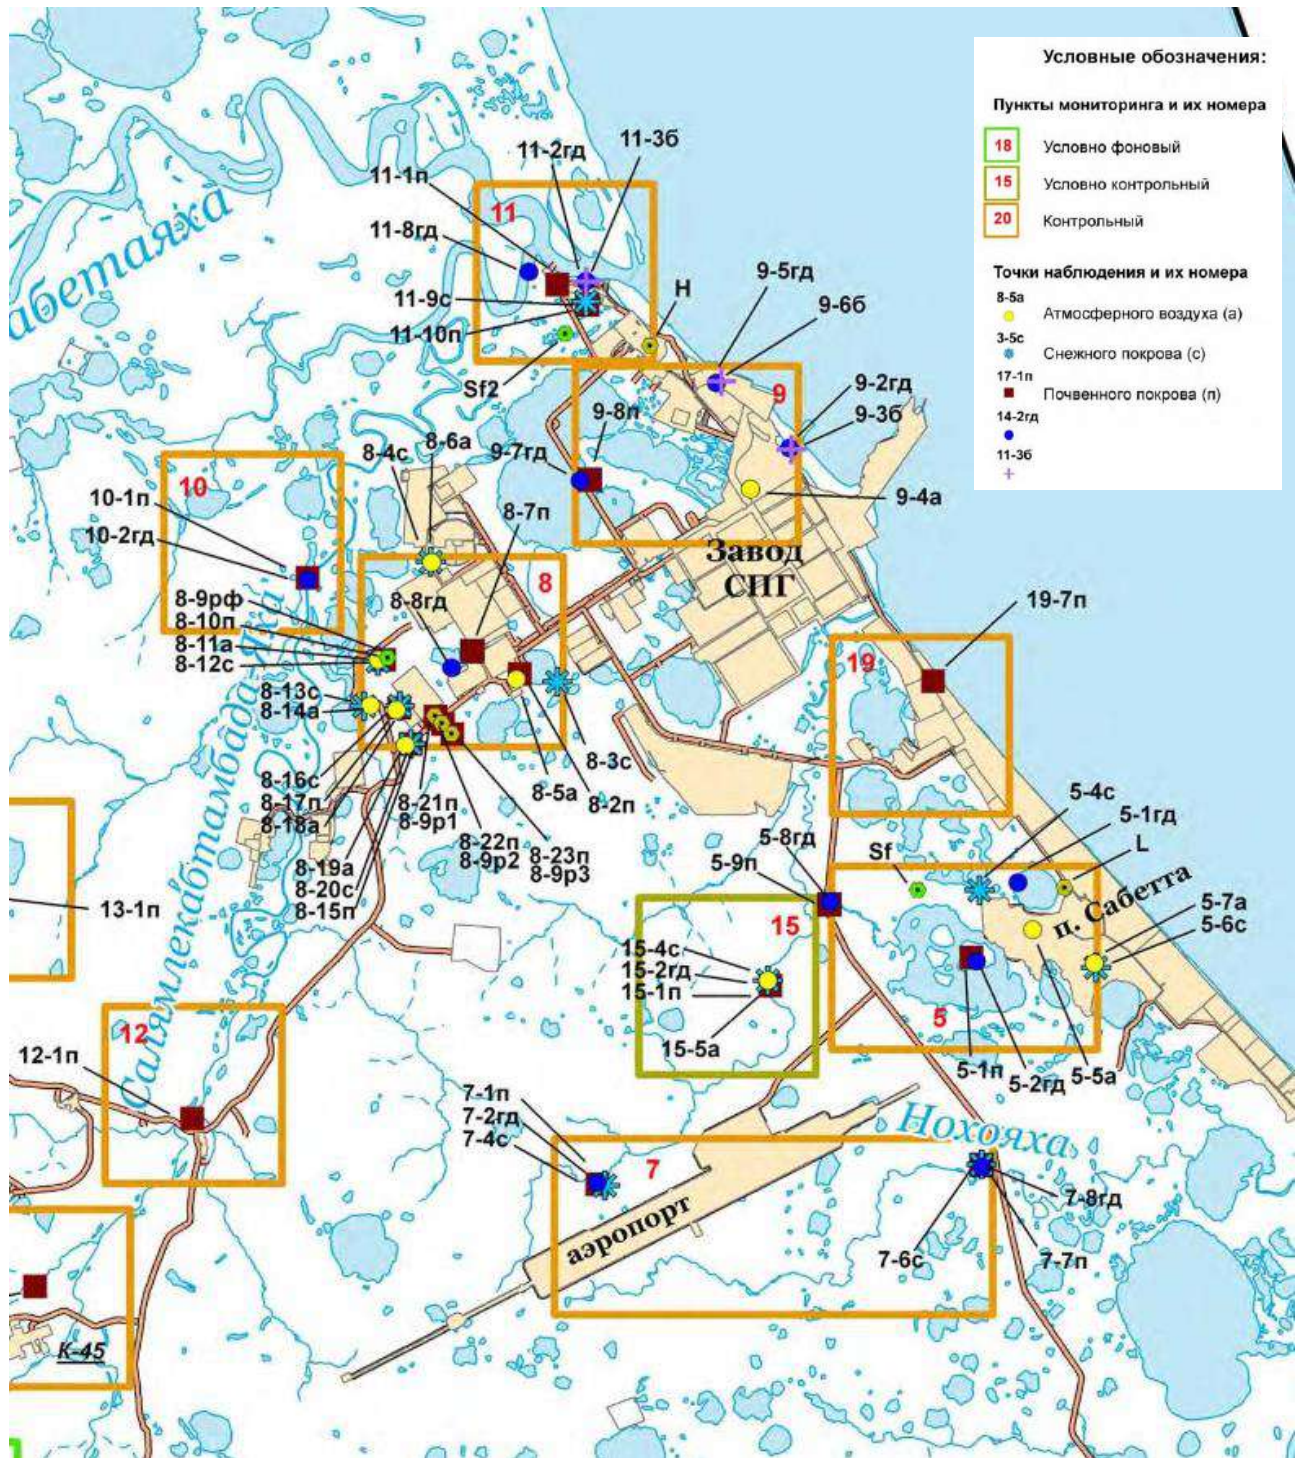 Условные обозначения:
Пункты мониторинга и их номера
18 Условно фоновый
15 Условно контрольный
20 Контрольный
Точки наблюдения и их номера
8-5а
Атмосферного воздуха (а)
3-5с
Снежного покрова (с)
17-1п
Почвенного покрова (п)
14-2гд
11-3б
абетаяха
11-3б
11-2гд
11-1п
11
11-8гд
11-9с
11-10п
Sf2
Н
9-5гд
9-6б
9
9-2гд
9-3б
9-8п
9-7гд
9-4а
8-6а
8-4с
8-7п
10
10-1п
10-2гд
Завод
СПГ
8
8-8гд
8-9рф
8-10п
8-11а
8-12с
8-13с
8-14а
8-16с
8-17п
8-18а
8-19а
8-20с
8-15п
8-21п
8-9р1
8-22п
8-9р2
8-23п
8-9р3
8-5а
8-2п
8-3с
19-7п
19
Салямлекабтамбада-яха
13-1п
5-4с
5-1гд
L
5-8гд
5-9п
Sf
п. Сабетта
5-7а
5-6с
15
15-4с
15-2гд
15-1п
15-5а
5
5-1п
5-2гд
5-5а
12
12-1п
7-1п
7-2гд
7-4с
7
Нохояха
аэропорт
7-8гд
7-6с
7-7п
К-45